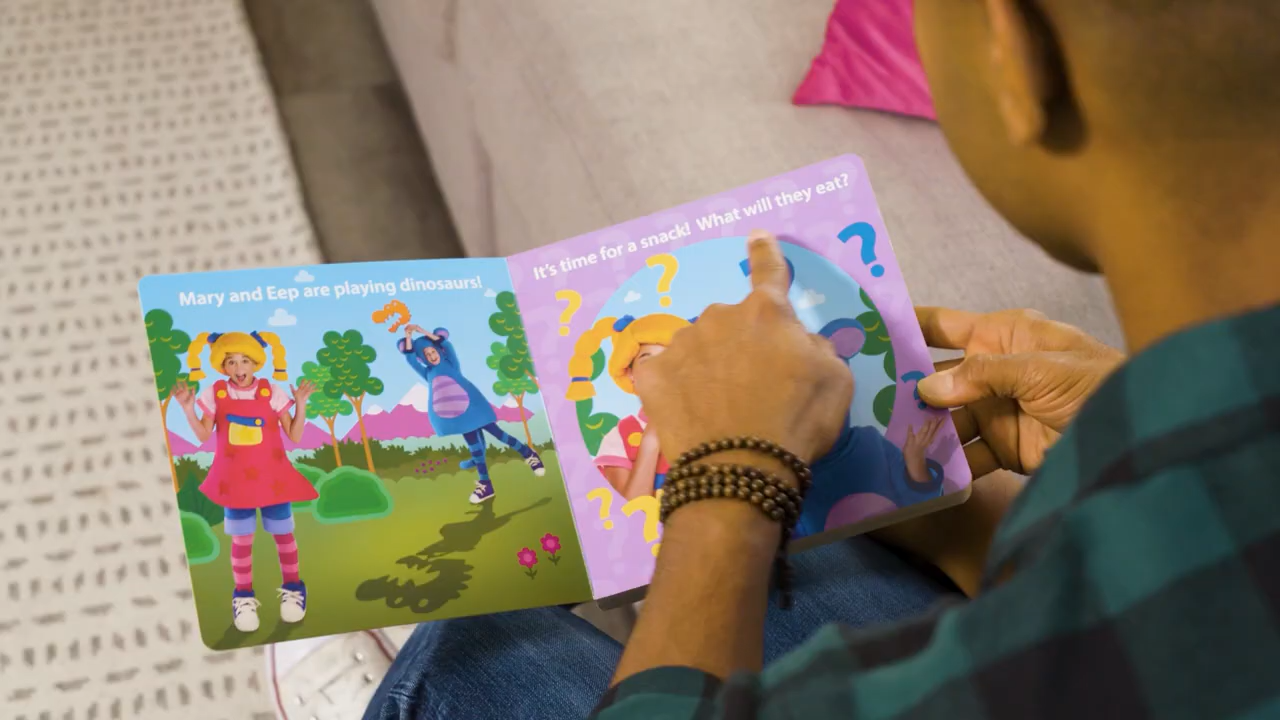 Mary and Eep are playing dinosaurs!
It's time for a snack! What will they eat?
? ? ? ? ? ? ?